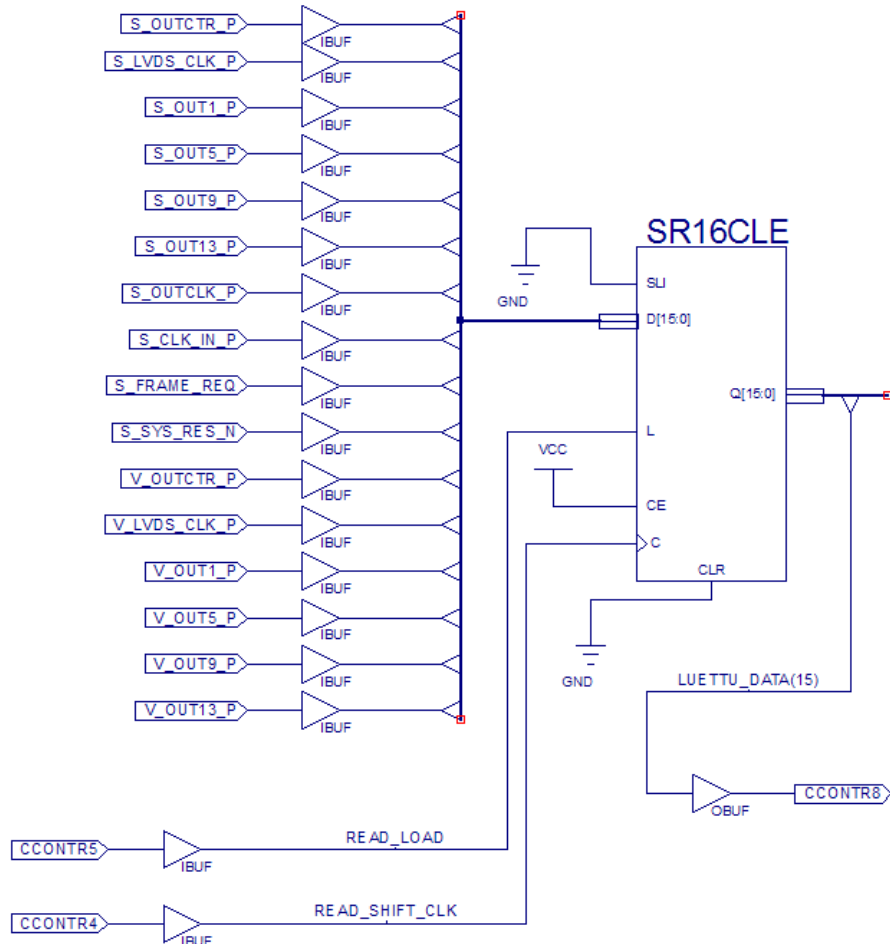 S_OUTCTR_P
IBUF
S_LVDS_CLK_P
IBUF
S_OUT1_P
IBUF
S_OUT5_P
IBUF
S_OUT9_P
IBUF
S_OUT13_P
IBUF
S_OUTCLK_P
IBUF
S_CLK_IN_P
IBUF
S_FRAME_REQ
IBUF
S_SYS_RES_N
IBUF
V_OUTCTR_P
IBUF
V_LVDS_CLK_P
IBUF
V_OUT1_P
IBUF
V_OUT5_P
IBUF
V_OUT9_P
IBUF
V_OUT13_P
IBUF
SR16CLE
SLI
GND
D[15:0]
Q[15:0]
L
VCC
CE
C
CLR
GND
LUETTU_DATA(15)
OBUF
CCONTR8
CCONTR5
IBUF
READ_LOAD
CCONTR4
IBUF
READ_SHIFT_CLK